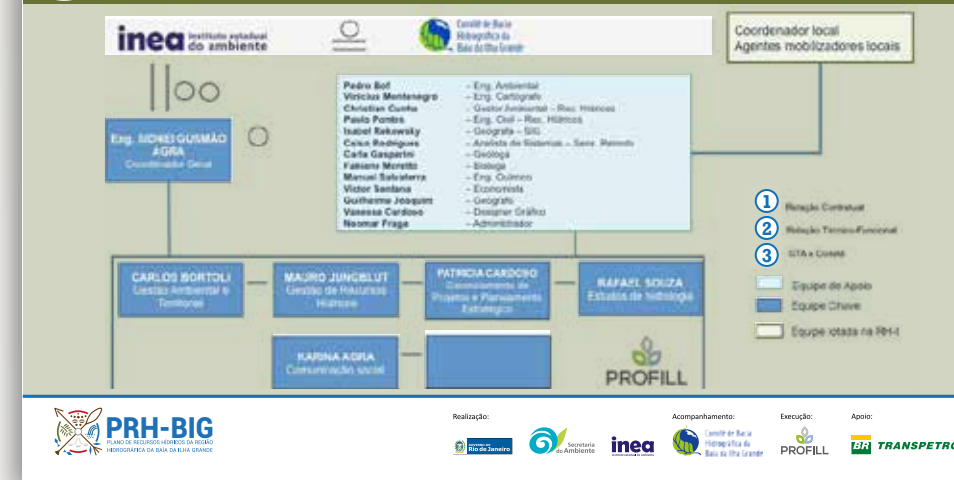 inea instituto estadual
do ambiente
Comitê de Bacia
Hidrográfica da
Baía da Ilha Grande
Coordenador local
Agentes mobilizadores locais
Eng. SIDNEI GUSMÃO
AGRA
Coordenador Geral
Pedro Bof – Eng. Ambiental
Vinicius Montenegro – Eng. Cartógrafo
Christian Cunha – Gestor Ambiental – Rec. Hídricos
Paulo Pontes – Eng. Civil – Rec. Hídricos
Isabel Rekowsky – Geógrafa – SIG
Rodrigues – Analista de Sistemas – Sens. Remoto
Carla Gasparini – Geóloga
Fabiano Moretto – Biólogo
Manuel Salvaterra – Eng. Químico
Victor Santana – Economista
Guilherme Joaquim – Geógrafo
Vanessa Cardoso – Designer Gráfico
Neomar Fraga – Administrador
1 Relação Contratual
2 Relação Técnico-Funcional
3 GTA e Comitê
Equipe de Apoio
Equipe Chave
Equipe lotada na RH-I
CARLOS BORTOLI
Gestão Ambiental e
Territorial
MAURO JUNGBLUT
Gestão de Recursos
Hídricos
PATRICIA CARDOSO
Gerenciamento de
Projetos e Planejamento
Estratégico
RAFAEL SOUZA
Estudos de hidrologia
KARINA AGRA
Comunicação social
PROFILL
PRH-BIG
PLANO DE RECURSOS HÍDRICOS DA REGIÃO
HIDROGRÁFICA DA BAÍA DA ILHA GRANDE
Realização:
GOVERNO DO
Rio de Janeiro
Secretaria
do Ambiente
inea
Acompanhamento:
Comitê de Bacia
Hidrográfica da
Baía da Ilha Grande
Execução:
PROFILL
Apoio:
BR TRANSPETRO